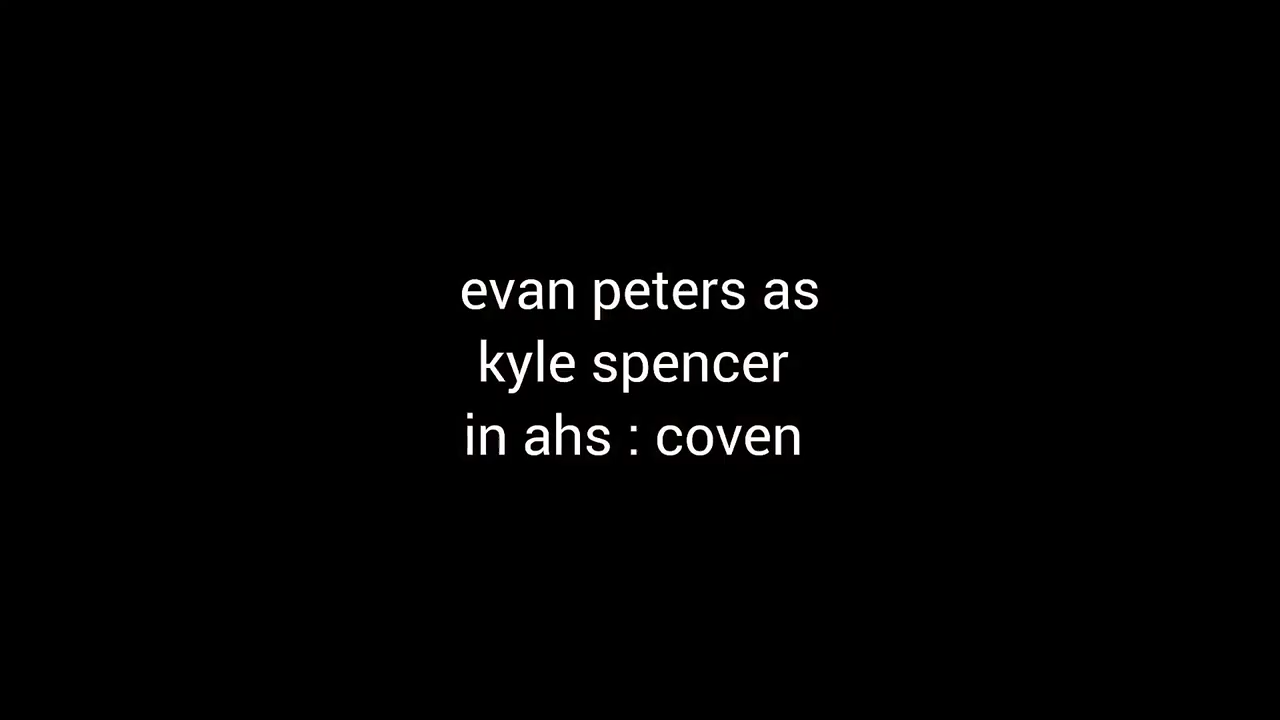 evan peters as
kyle spencer
in ahs : coven